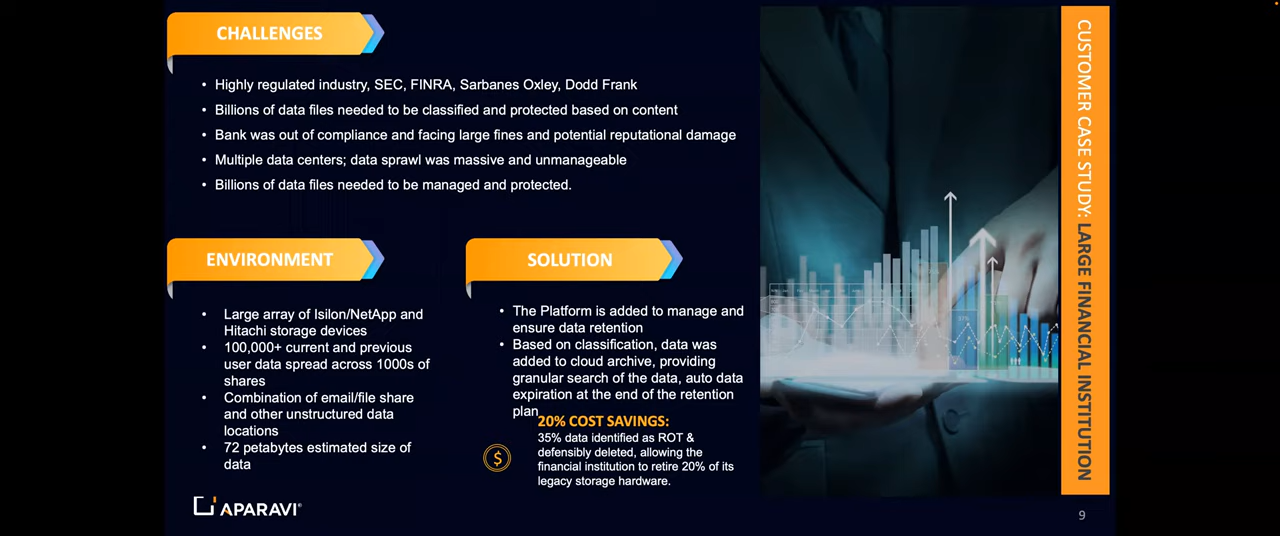 CHALLENGES
• Highly regulated industry, SEC, FINRA, Sarbanes Oxley, Dodd Frank
• Billions of data files needed to be classified and protected based on content
• Bank was out of compliance and facing large fines and potential reputational damage
• Multiple data centers; data sprawl was massive and unmanageable
• Billions of data files needed to be managed and protected.
ENVIRONMENT
• Large array of Isilon/NetApp and
Hitachi storage devices
• 100,000+ current and previous
user data spread across 1000s of
shares
• Combination of email/file share
and other unstructured data
locations
• 72 petabytes estimated size of
data
SOLUTION
• The Platform is added to manage and
ensure data retention
• Based on classification, data was
added to cloud archive, providing
granular search of the data, auto data
expiration at the end of the retention
plan
20% COST SAVINGS:
$
35% data identified as ROT &
defensibly deleted, allowing the
financial institution to retire 20% of its
legacy storage hardware.
CUSTOMER CASE STUDY: LARGE FINANCIAL INSTITUTION
APARAVI®
9